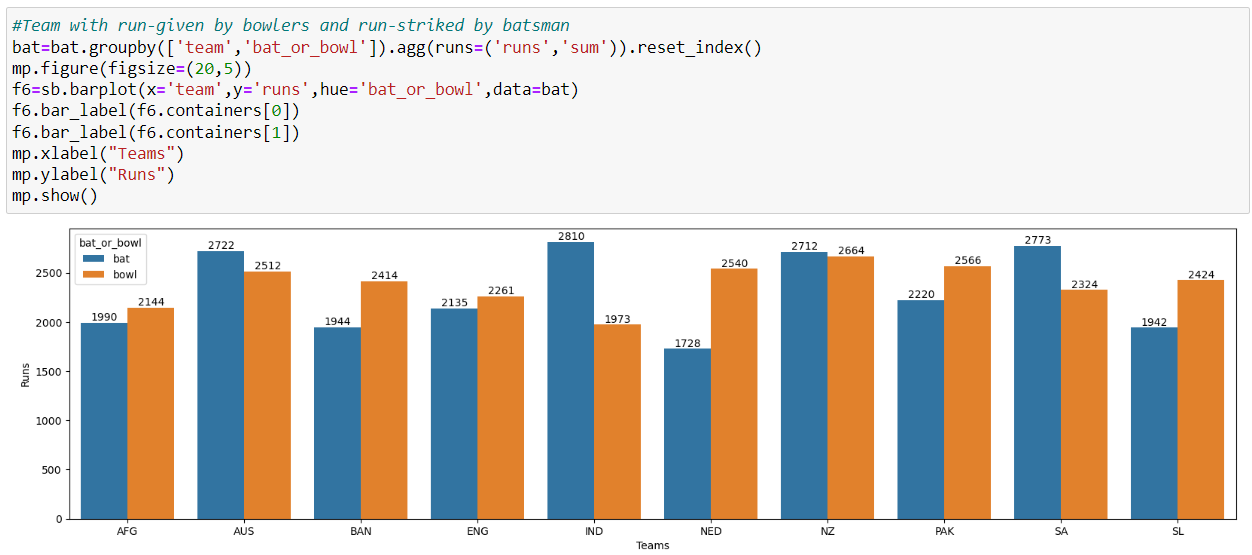 #Team with run-given by bowlers and run-striked by batsman
bat=bat.groupby(['team','bat_or_bowl']).agg(runs=('runs','sum')).reset_index()
mp.figure(figsize=(20,5))
f6=sb.barplot(x='team',y='runs',hue='bat_or_bowl',data=bat)
f6.bar_label(f6.containers[0])
f6.bar_label(f6.containers[1])
mp.xlabel("Teams")
mp.ylabel("Runs")
mp.show()
bat_or_bowl
bat
bowl
1990 2144 2722 2512 1944 2414 2135 2261 2810 1973 1728 2540 2712 2664 2220 2566 2773 2324 1942 2424
2500
2000
1500
1000
500
0
Runs
AFG AUS BAN ENG IND NED NZ PAK SA SL
Teams